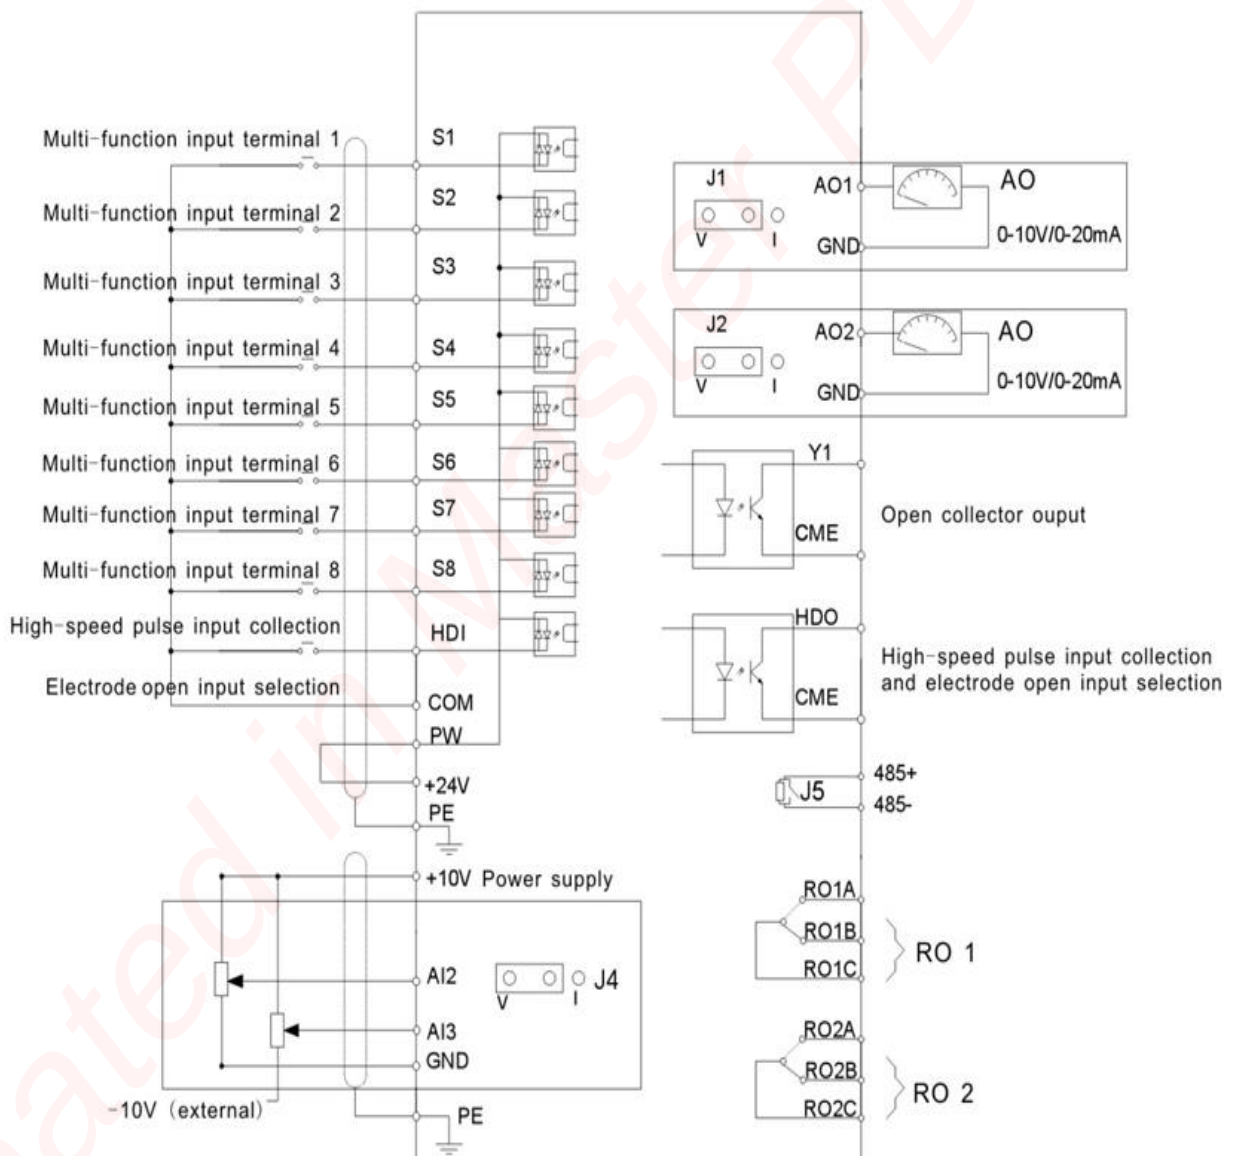 Multi-function input terminal 1
S1
Multi-function input terminal 2
S2
Multi-function input terminal 3
S3
Multi-function input terminal 4
S4
Multi-function input terminal 5
S5
Multi-function input terminal 6
S6
Multi-function input terminal 7
S7
Multi-function input terminal 8
S8
High-speed pulse input collection
HDI
Electrode open input selection
COM
PW
+24V
PE
+10V Power supply
AI2
V
I
J4
AI3
GND
-10V (external)
PE
J1
V
I
AO1
GND
AO
0-10V/0-20mA
J2
V
I
AO2
GND
AO
0-10V/0-20mA
Y1
CME
Open collector ouput
HDO
CME
High-speed pulse input collection
and electrode open input selection
J5
485+
485-
RO1A
RO1B
RO1C
RO 1
RO2A
RO2B
RO2C
RO 2
ated in Master PD